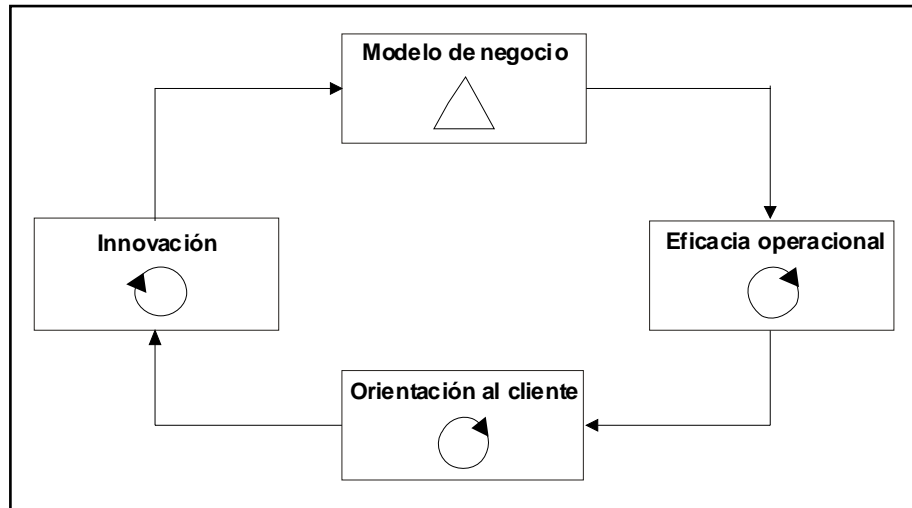 Modelo de negocio
Innovación
Eficacia operacional
Orientación al cliente